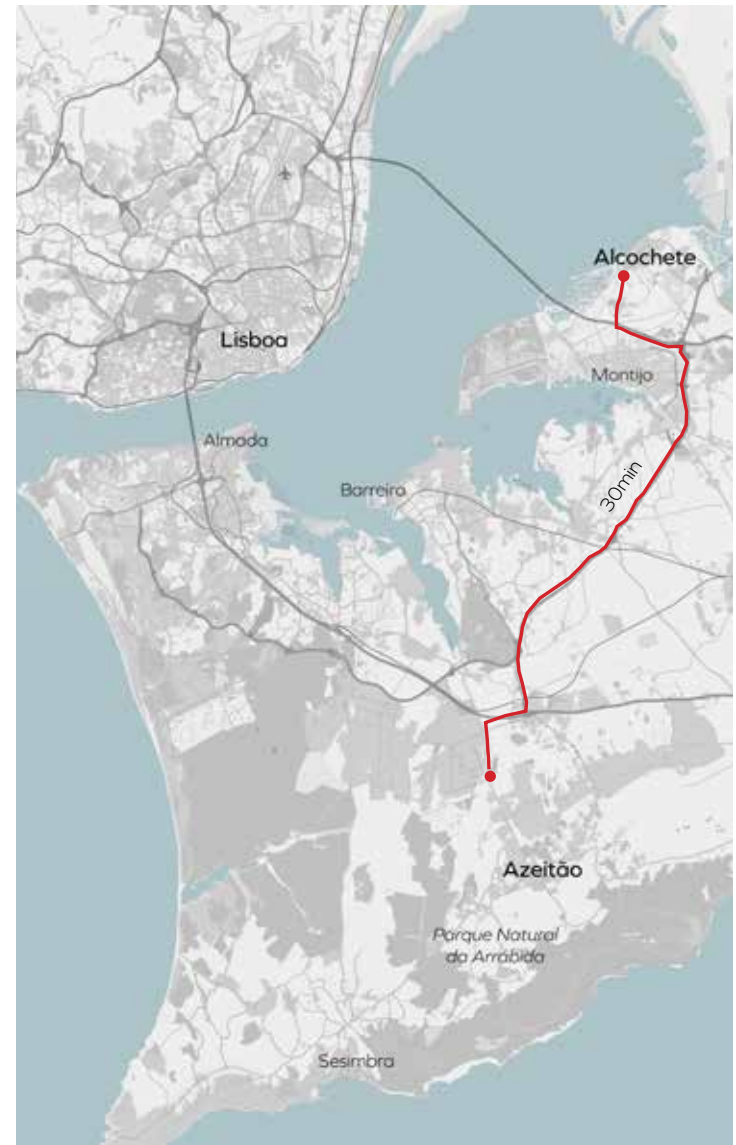 Alcochete
Lisboa
Montijo
Almada
Barreiro
30min
Azeitão
Parque Natural
da Arrábida
Sesimbra